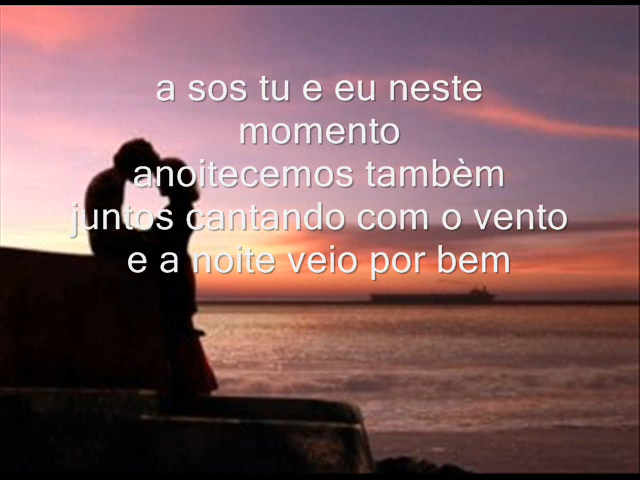 a sos tu e eu neste
momento
anoitecemos tambèm
juntos cantando com o vento
e a noite veio por bem